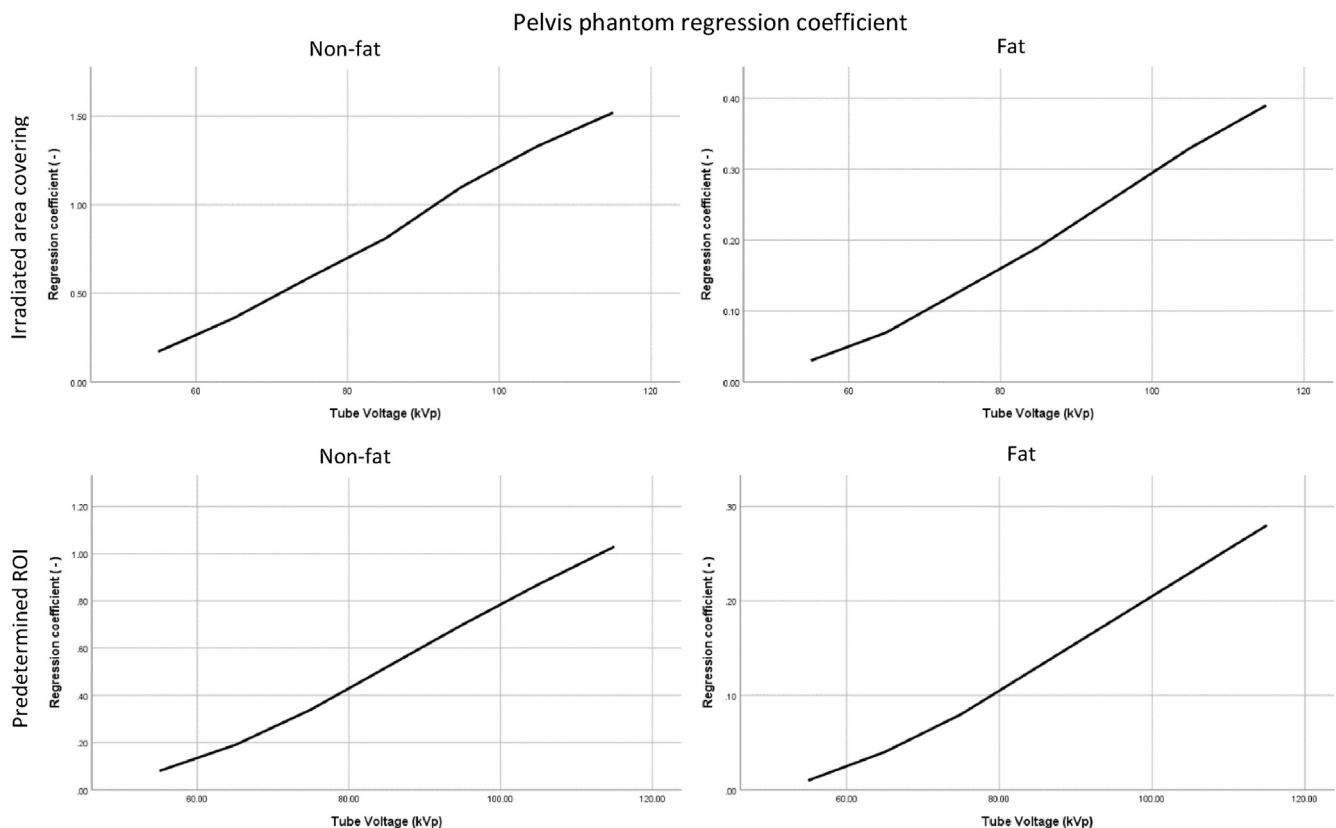 Pelvis phantom regression coefficient
Non-fat
Fat
Irradiated area covering
Regression coefficient ( - )
1.50
1.00
0.50
0.00
60
80
100
120
Tube Voltage (kVp)
Regression coefficient ( - )
0.40
0.30
0.20
0.10
0.00
60
80
100
120
Tube Voltage (kVp)
Non-fat
Fat
Predetermined ROI
Regression coefficient ( - )
1.20
1.00
.80
.60
.40
.20
.00
60.00
80.00
100.00
120.00
Tube Voltage (kVp)
Regression coefficient ( - )
.30
.20
.10
.00
60.00
80.00
100.00
120.00
Tube Voltage (kVp)